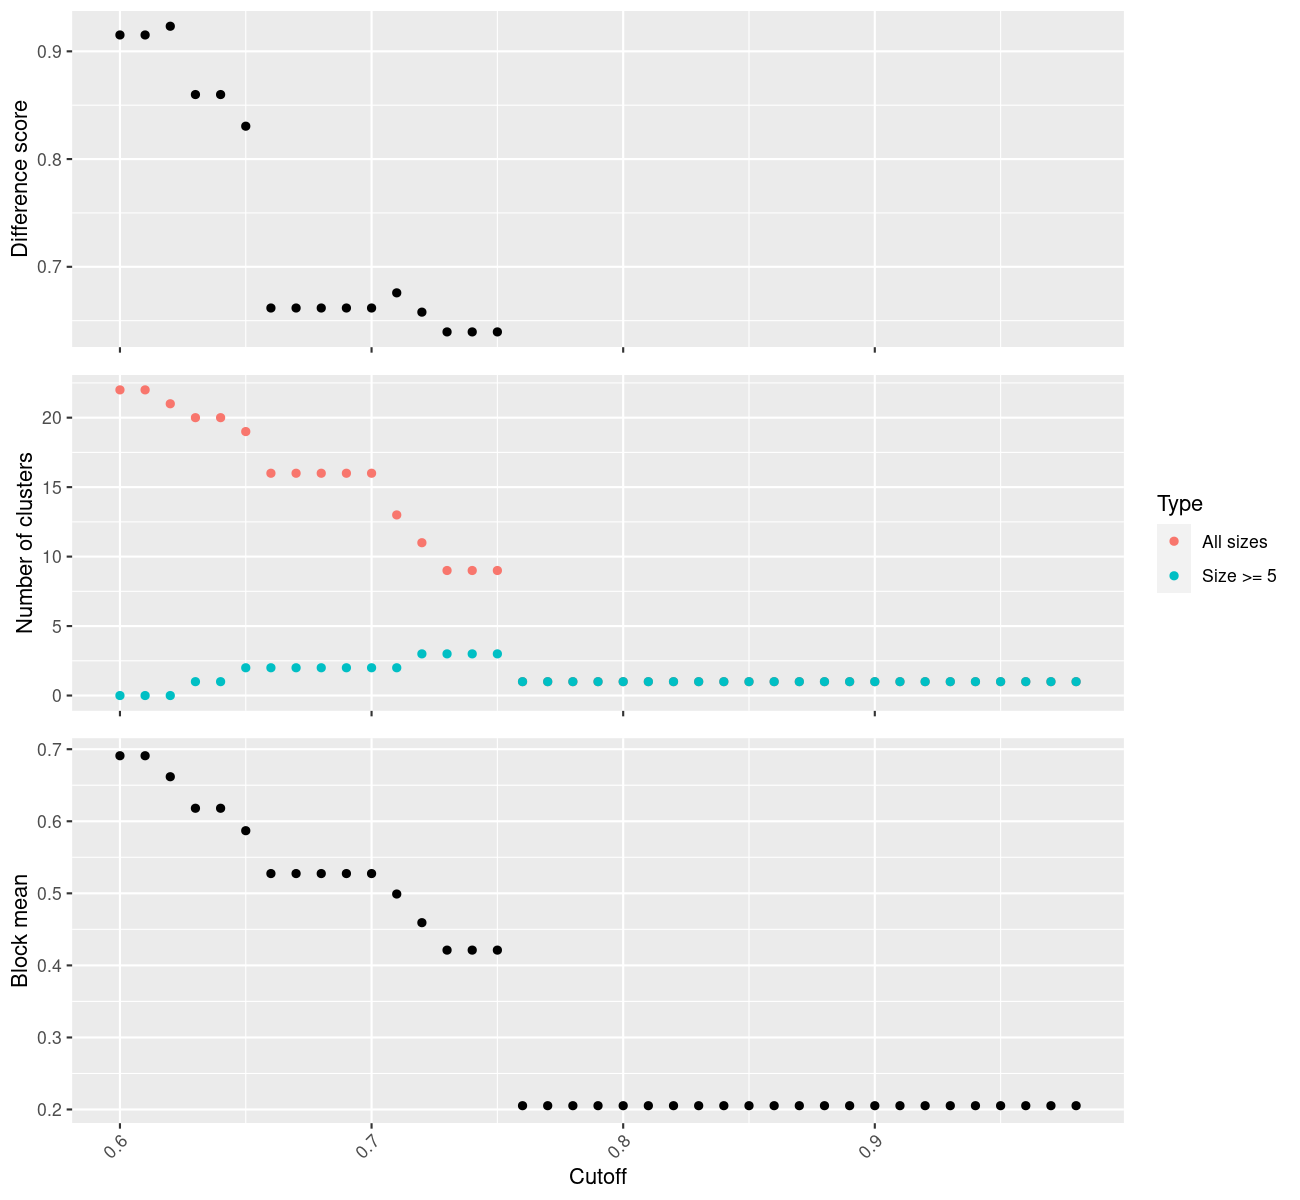 Difference score
0.9
0.8
0.7
Number of clusters
20
15
10
5
0
Type
All sizes
Size >= 5
Block mean
0.7
0.6
0.5
0.4
0.3
0.2
0.6
0.7
0.8
0.9
Cutoff